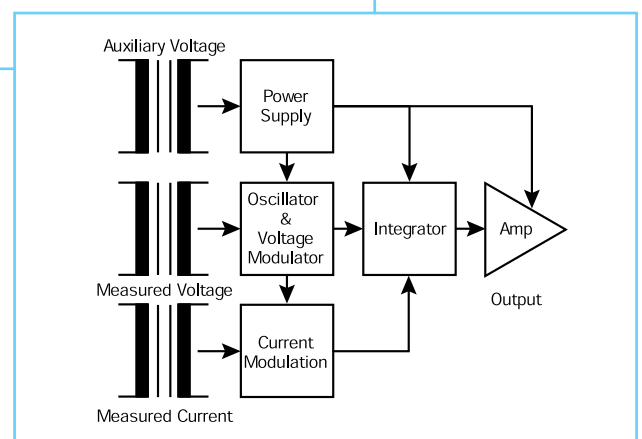 Auxiliary Voltage
Power
Supply
Oscillator
&
Voltage
Modulator
Integrator
Amp
Measured Voltage
Output
Current
Modulation
Measured Current